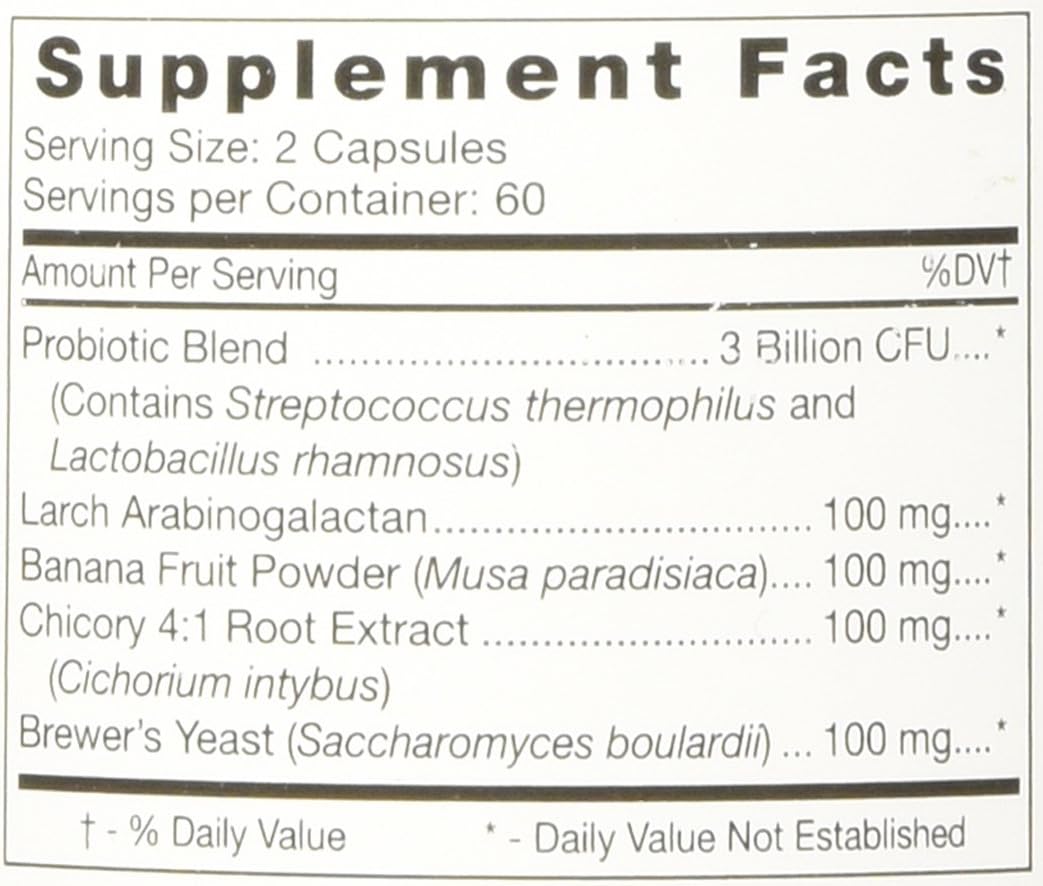 Supplement Facts
Serving Size: 2 Capsules
Servings per Container: 60
Amount Per Serving %DV†
Probiotic Blend .................................... 3 Billion CFU....*
(Contains Streptococcus thermophilus and
Lactobacillus rhamnosus)
Larch Arabinogalactan.................................. 100 mg....*
Banana Fruit Powder (Musa paradisiaca).... 100 mg....*
Chicory 4:1 Root Extract .............................. 100 mg....*
(Cichorium intybus)
Brewer's Yeast (Saccharomyces boulardii) ... 100 mg....*
† - % Daily Value * - Daily Value Not Established